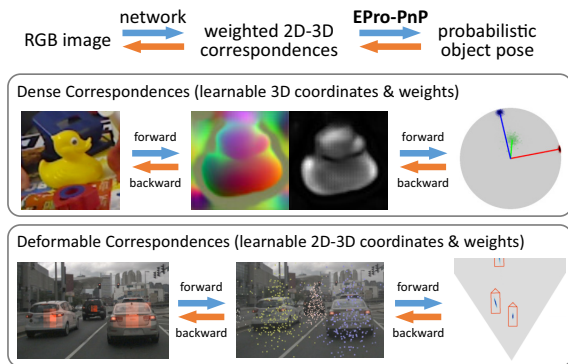 network
EPro-PnP
RGB image
weighted 2D-3D
correspondences
probabilistic
object pose
Dense Correspondences (learnable 3D coordinates & weights)
forward
backward
forward
backward
Deformable Correspondences (learnable 2D-3D coordinates & weights)
forward
backward
forward
backward